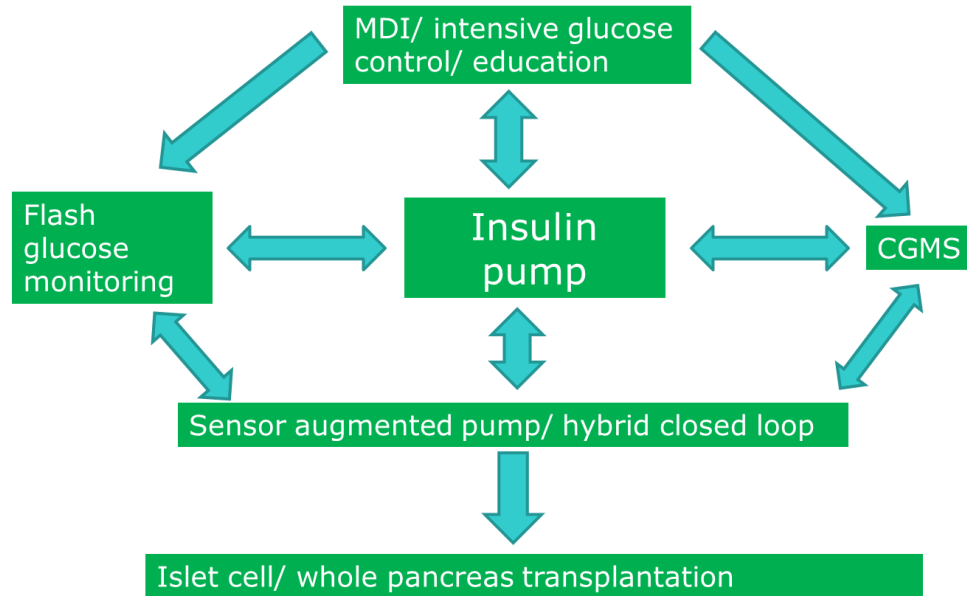 MDI/ intensive glucose
control/ education
Flash
glucose
monitoring
Insulin
pump
CGMS
Sensor augmented pump/ hybrid closed loop
Islet cell/ whole pancreas transplantation